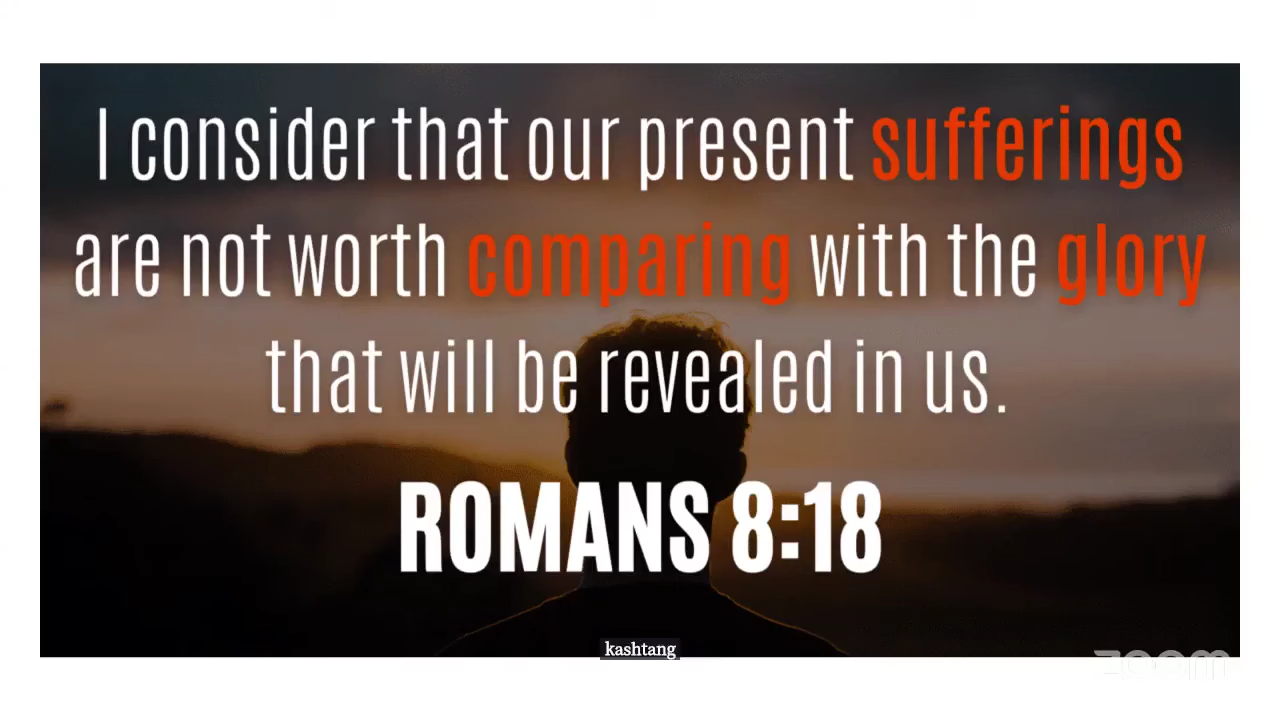 I consider that our present sufferings
are not worth comparing with the glory
that will be revealed in us.
ROMANS 8:18
kashtang
zoom